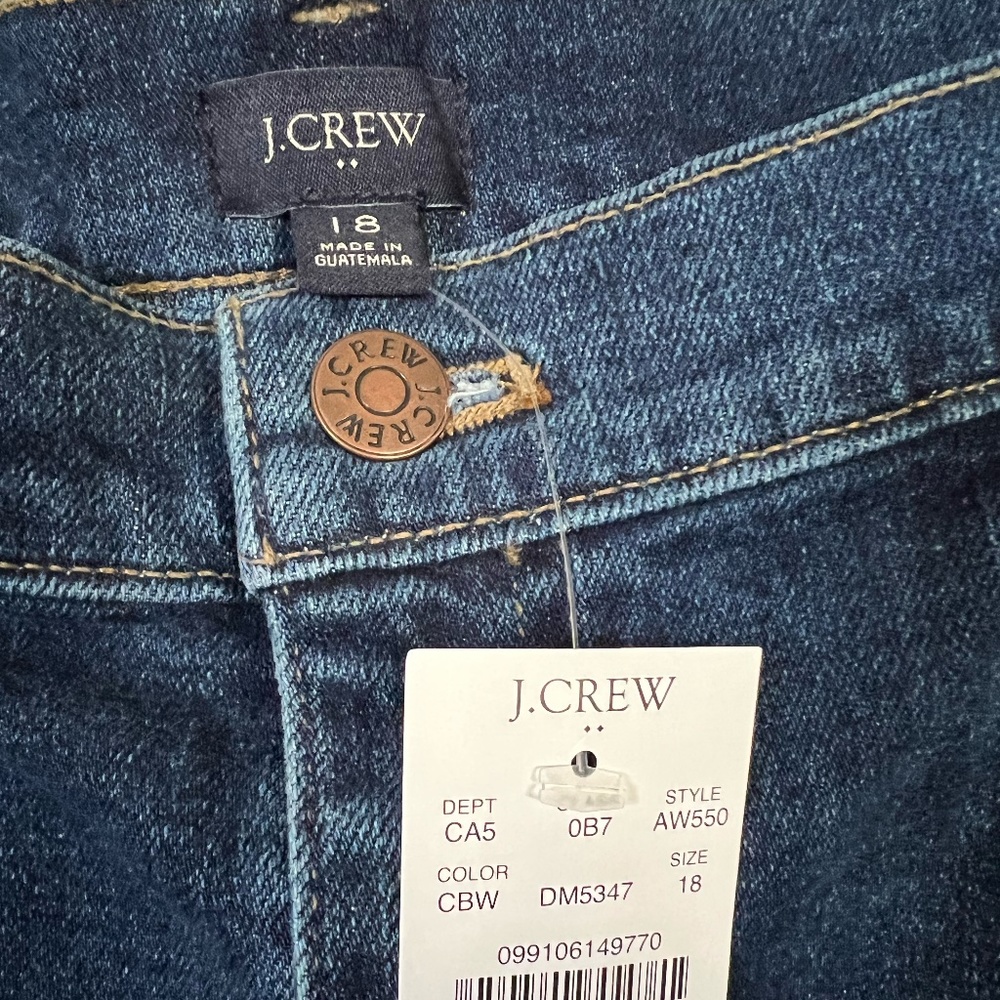 J.CREW
18
MADE IN
GUATEMALA
J.CREW J.CREW
J.CREW
DEPT STYLE
CA5 0B7 AW550
COLOR SIZE
CBW DM5347 18
099106149770